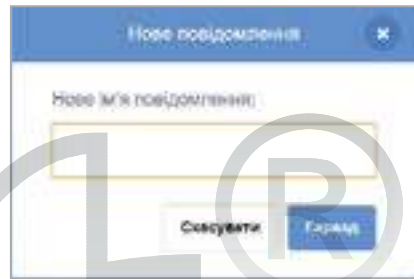 Нове повідомлення
Нове ім'я повідомлення:
Скасувати Гаразд